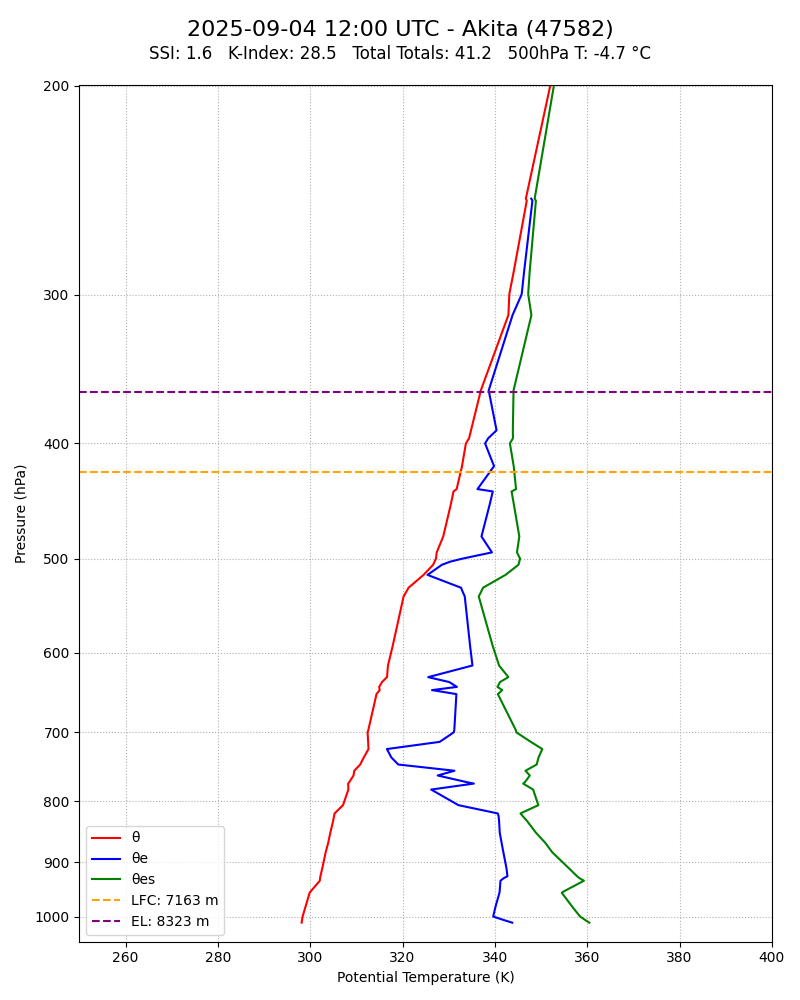 2025-09-04 12:00 UTC - Akita (47582)
SSI: 1.6   K-Index: 28.5   Total Totals: 41.2   500hPa T: -4.7 °C
200
300
400
500
600
700
800
900
1000
Pressure (hPa)
θ
θe
θes
LFC: 7163 m
EL: 8323 m
260
280
300
320
340
360
380
400
Potential Temperature (K)